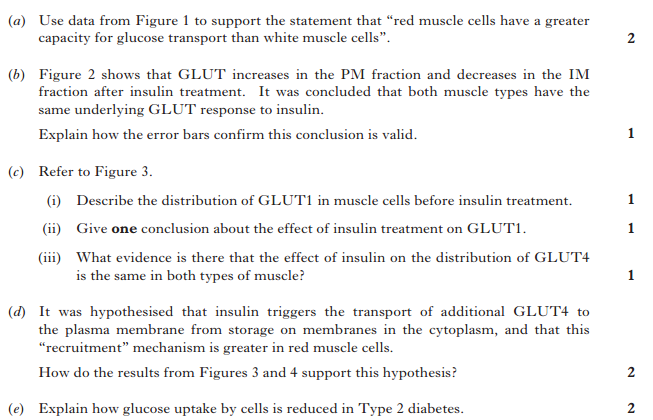 (a) Use data from Figure 1 to support the statement that “red muscle cells have a greater
capacity for glucose transport than white muscle cells”. 2
(b) Figure 2 shows that GLUT increases in the PM fraction and decreases in the IM
fraction after insulin treatment. It was concluded that both muscle types have the
same underlying GLUT response to insulin.
Explain how the error bars confirm this conclusion is valid. 1
(c) Refer to Figure 3.
(i) Describe the distribution of GLUT1 in muscle cells before insulin treatment. 1
(ii) Give one conclusion about the effect of insulin treatment on GLUT1. 1
(iii) What evidence is there that the effect of insulin on the distribution of GLUT4
is the same in both types of muscle? 1
(d) It was hypothesised that insulin triggers the transport of additional GLUT4 to
the plasma membrane from storage on membranes in the cytoplasm, and that this
“recruitment” mechanism is greater in red muscle cells.
How do the results from Figures 3 and 4 support this hypothesis? 2
(e) Explain how glucose uptake by cells is reduced in Type 2 diabetes. 2